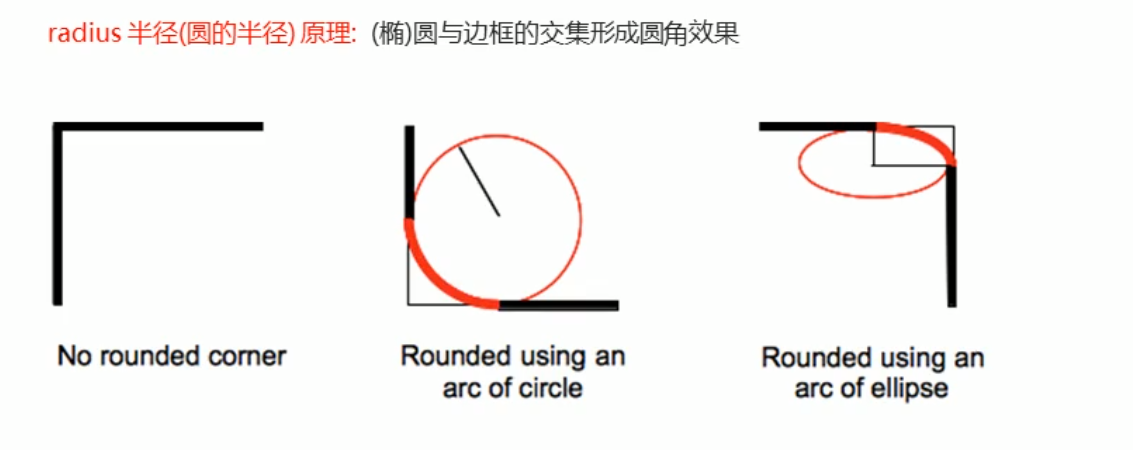 radius 半径(圆的半径) 原理: (椭)圆与边框的交集形成圆角效果
No rounded corner
Rounded using an
arc of circle
Rounded using an
arc of ellipse